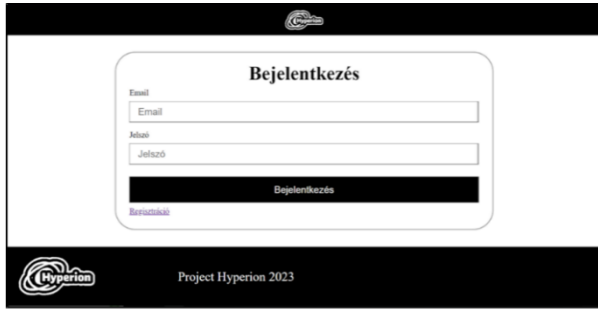 Hyperion
Bejelentkezés
Email
Email
Jelszó
Jelszó
Bejelentkezés
Regisztráció
Hyperion
Project Hyperion 2023